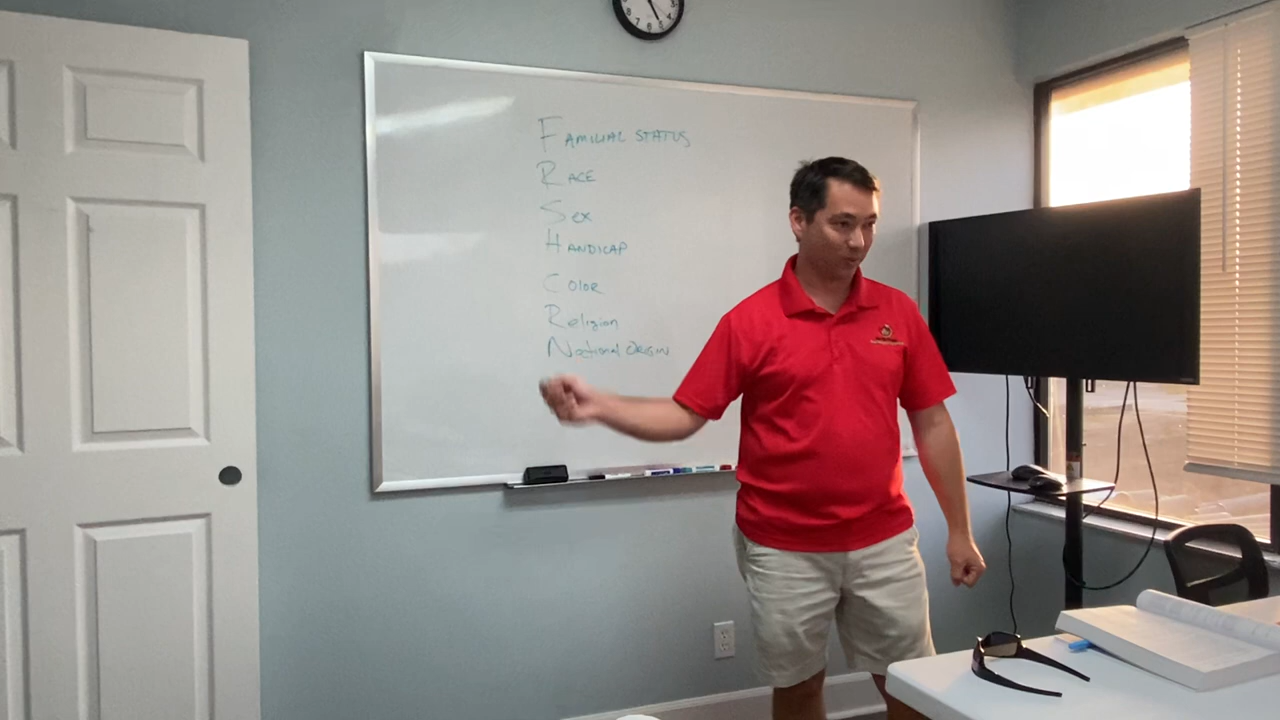 FAMILIAL STATUS
RACE
Sex
HANDICAP
Color
Religion
National ORIGIN